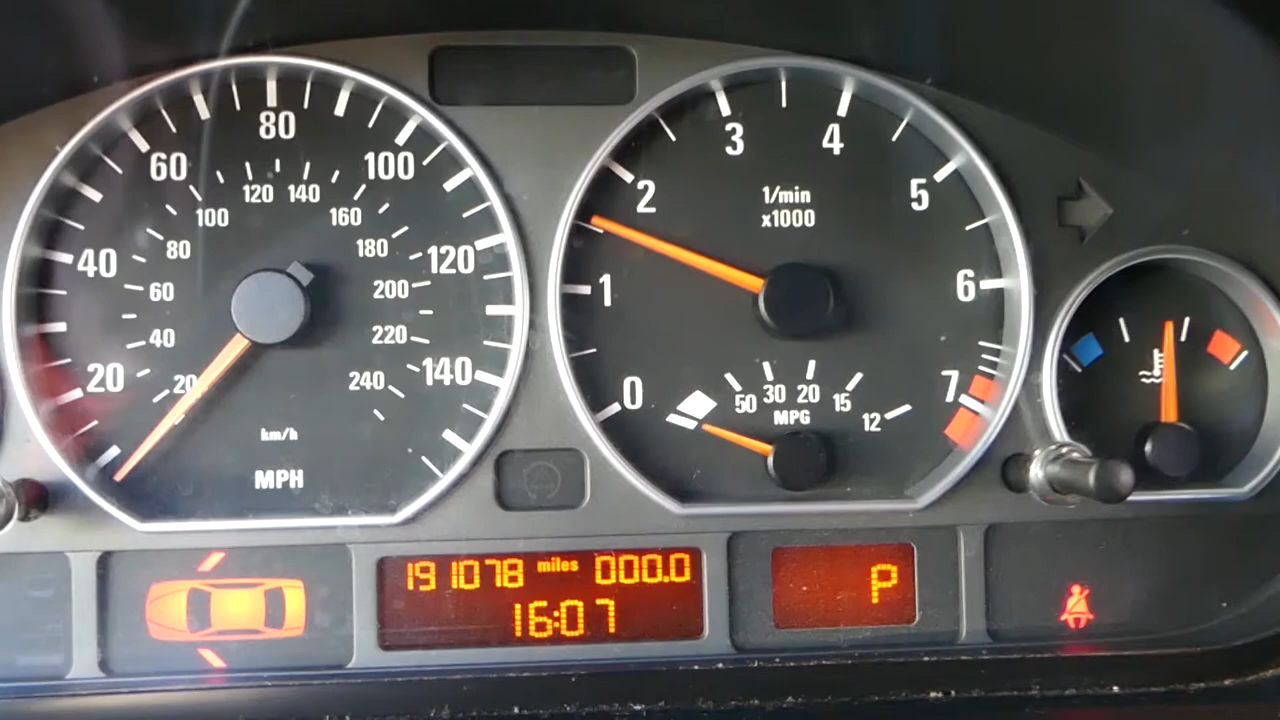 20 40 60 80 100 120 140
20 40 60 80 100 120 140 160 180 200 220 240
km/h
MPH
0 1 2 3 4 5 6 7
1/min
x1000
50 30 20 15 12
MPG
191078 miles 000.0
16:07
P